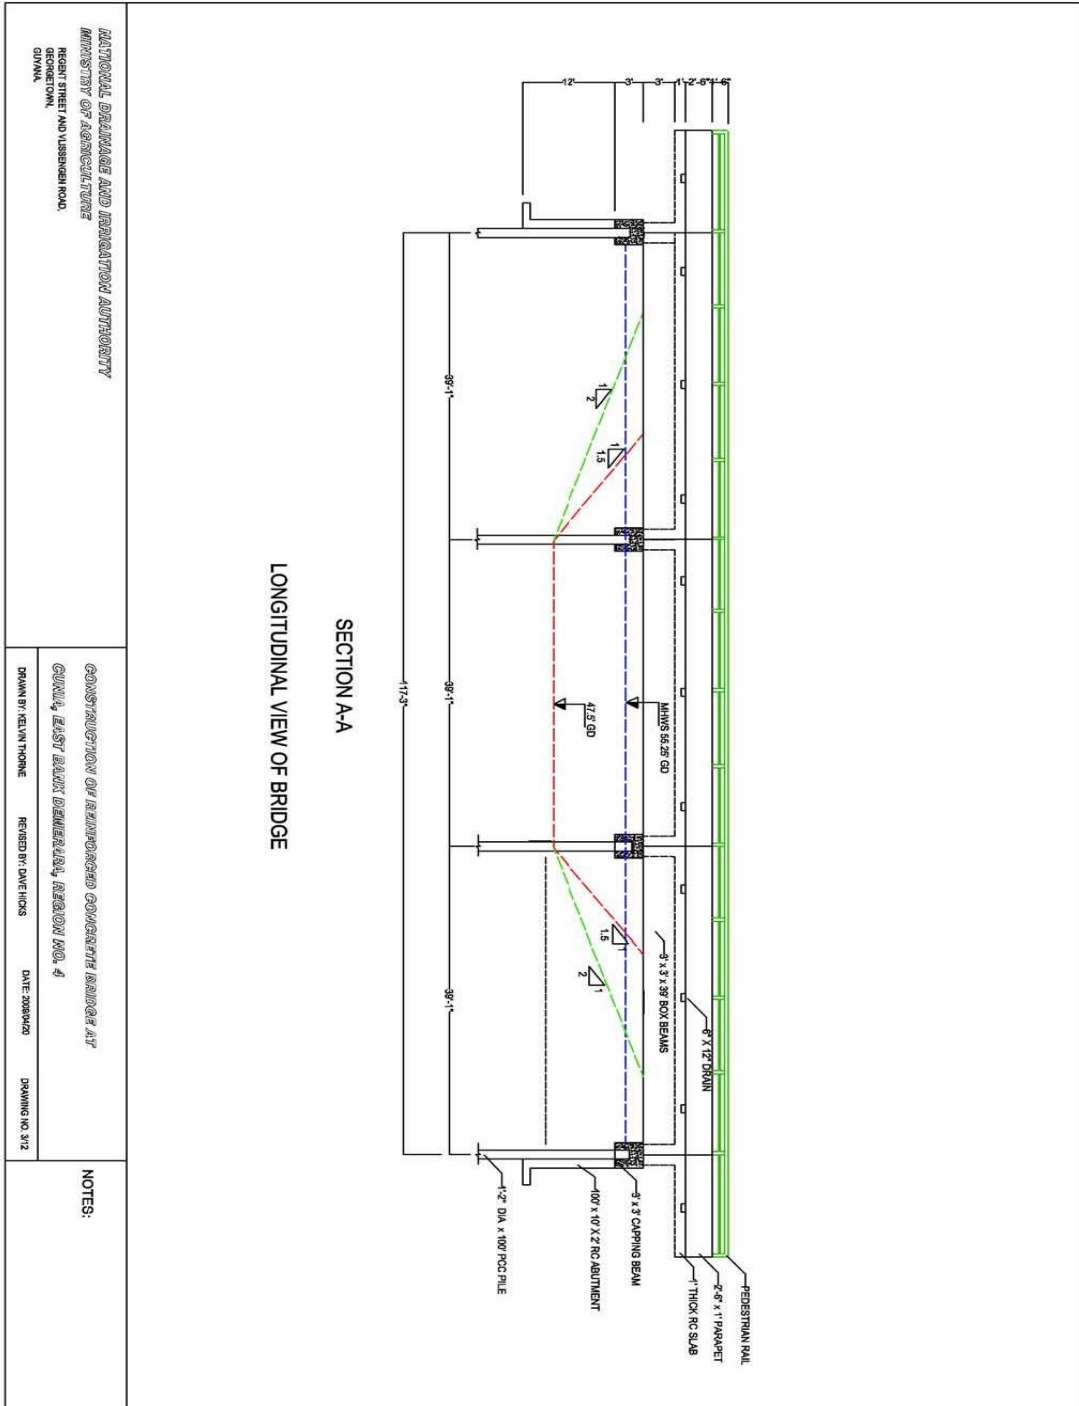 12'
3'
3'
1'
2'-6"
1'-6"
PEDESTRIAN RAIL
2'-6" x 1' PARAPET
1' THICK RC SLAB
6" X 12" DRAIN
3' x 3' x 39' BOX BEAMS
3' x 3' CAPPING BEAM
100' x 10' X 2' RC ABUTMENT
1'-2" DIA x 100' PCC PILE
MHWS 55.25' GD
47.5' GD
1
2
1
1.5
1
1.5
1
2
39'-1"
39'-1"
39'-1"
117'-3"
SECTION A-A
LONGITUDINAL VIEW OF BRIDGE
NATIONAL DRAINAGE AND IRRIGATION AUTHORITY
MINISTRY OF AGRICULTURE
REGENT STREET AND VLISSENGEN ROAD,
GEORGETOWN,
GUYANA.
CONSTRUCTION OF REINFORCED CONCRETE BRIDGE AT
CUNIA, EAST BANK DEMERARA, REGION NO. 4
DRAWN BY: KELVIN THORNE
REVISED BY: DAVE HICKS
DATE: 2009/04/20
DRAWING NO. 3/12
NOTES: